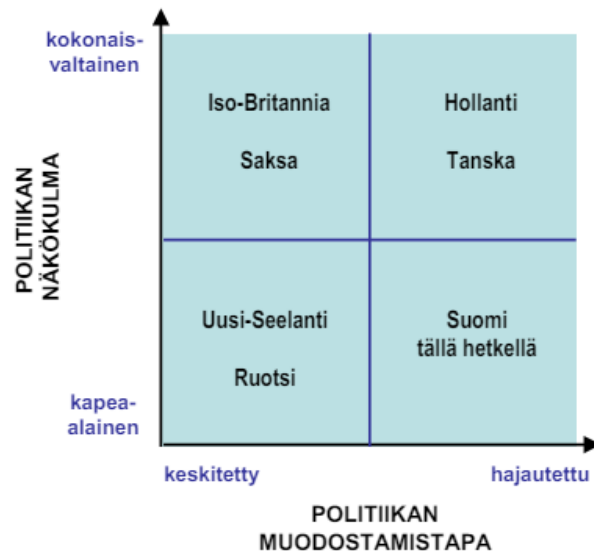 kokonais-
valtainen
Iso-Britannia
Hollanti
Saksa
Tanska
POLITIIKAN
NÄKÖKULMA
Uusi-Seelanti
Suomi
tällä hetkellä
Ruotsi
kapea-
alainen
keskitetty
hajautettu
POLITIIKAN
MUODOSTAMISTAPA